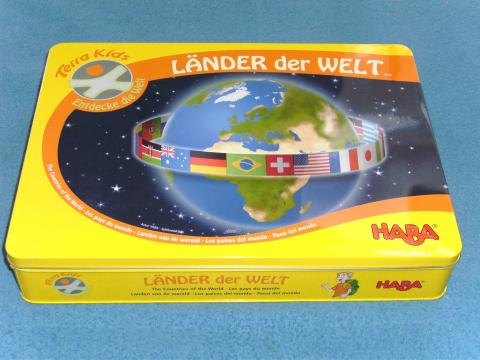 Terra Kids
Entdecke die Welt
LÄNDER der WELT
The Countries of the World · Les pays du monde · Landen van de wereld · Los países del mundo · Paesi del mondo
HABA
Terra Kids
LÄNDER der WELT
The Countries of the World · Les pays du monde
Landen van de wereld · Los países del mundo · Paesi del mondo
HABA